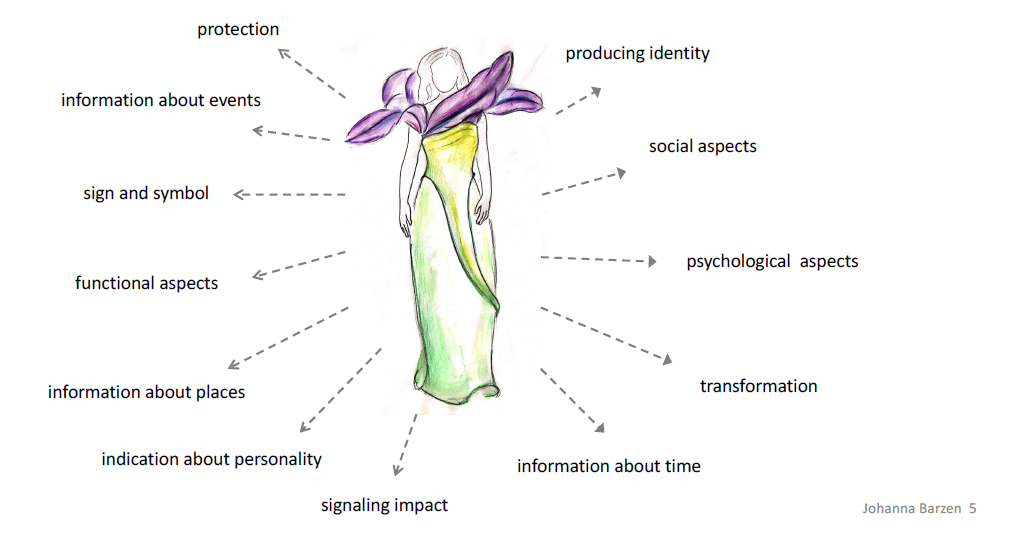 protection
producing identity
information about events
social aspects
sign and symbol
psychological aspects
functional aspects
transformation
information about places
indication about personality
information about time
signaling impact
Johanna Barzen 5